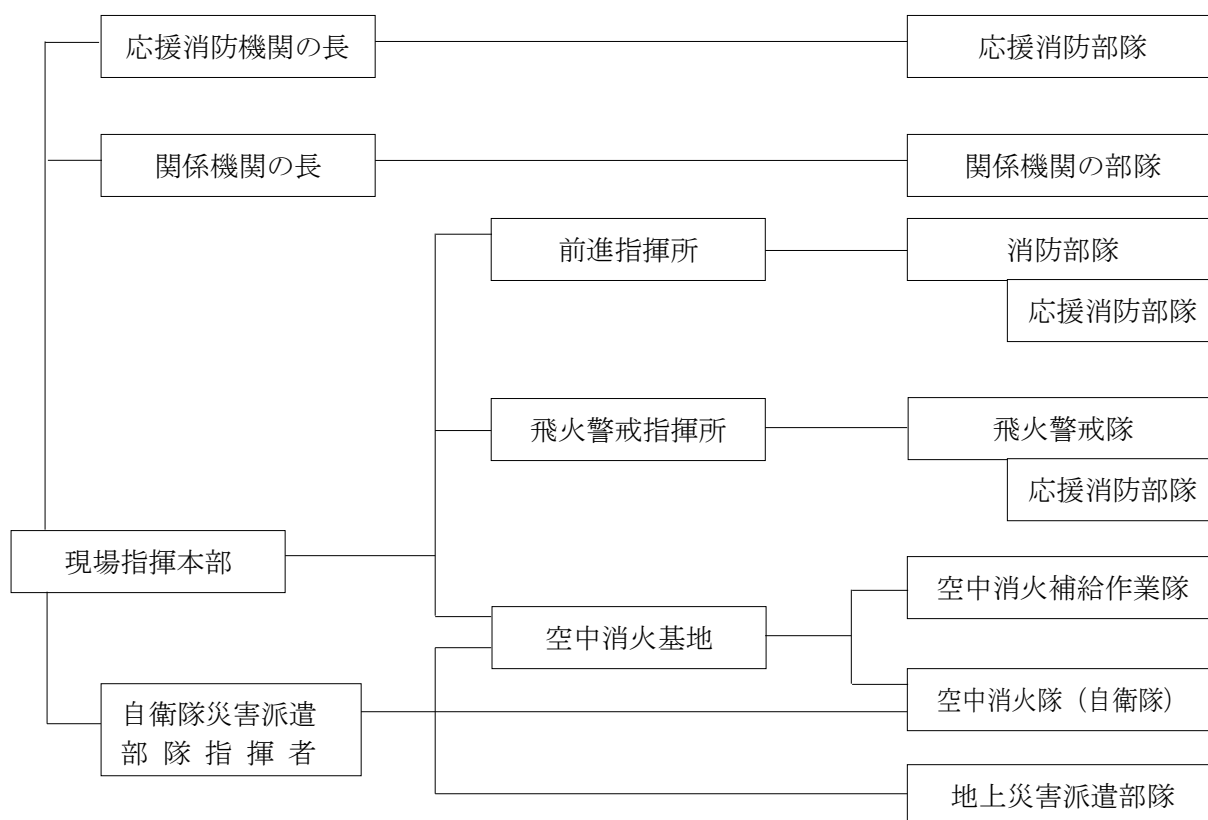 応援消防機関の長
応援消防部隊
関係機関の長
関係機関の部隊
前進指揮所
消防部隊
応援消防部隊
飛火警戒指揮所
飛火警戒隊
応援消防部隊
現場指揮本部
空中消火補給作業隊
空中消火基地
空中消火隊（自衛隊）
自衛隊災害派遣
部隊指揮者
地上災害派遣部隊